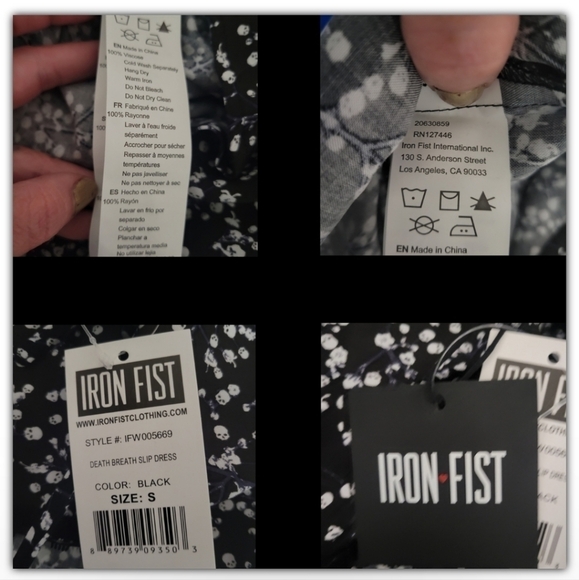 EN Made in China
100% Viscose
Cold Wash Separately
Hang Dry
Warm Iron
Do Not Bleach
Do Not Dry Clean
FR Fabriqué en China
100% Rayonne
Laver à l'eau froide
séparément
Accrocher pour sécher
Repasser à moyennes
températures
Ne pas javelliser
Ne pas nettoyer à sec
ES Hecho en China
100% Rayón
Lavar en frío por
separado
Colgar en seco
Planchar a
temperatura media
20630859
RN127446
Iron Fist International Inc.
130 S. Anderson Street
Los Angeles, CA 90033
EN Made in China
IRON FIST
WWW.IRONFISTCLOTHING.COM
STYLE #: IFW005669
DEATH BREATH SLIP DRESS
COLOR: BLACK
SIZE: S
8 89739 09350 3
IRON FIST